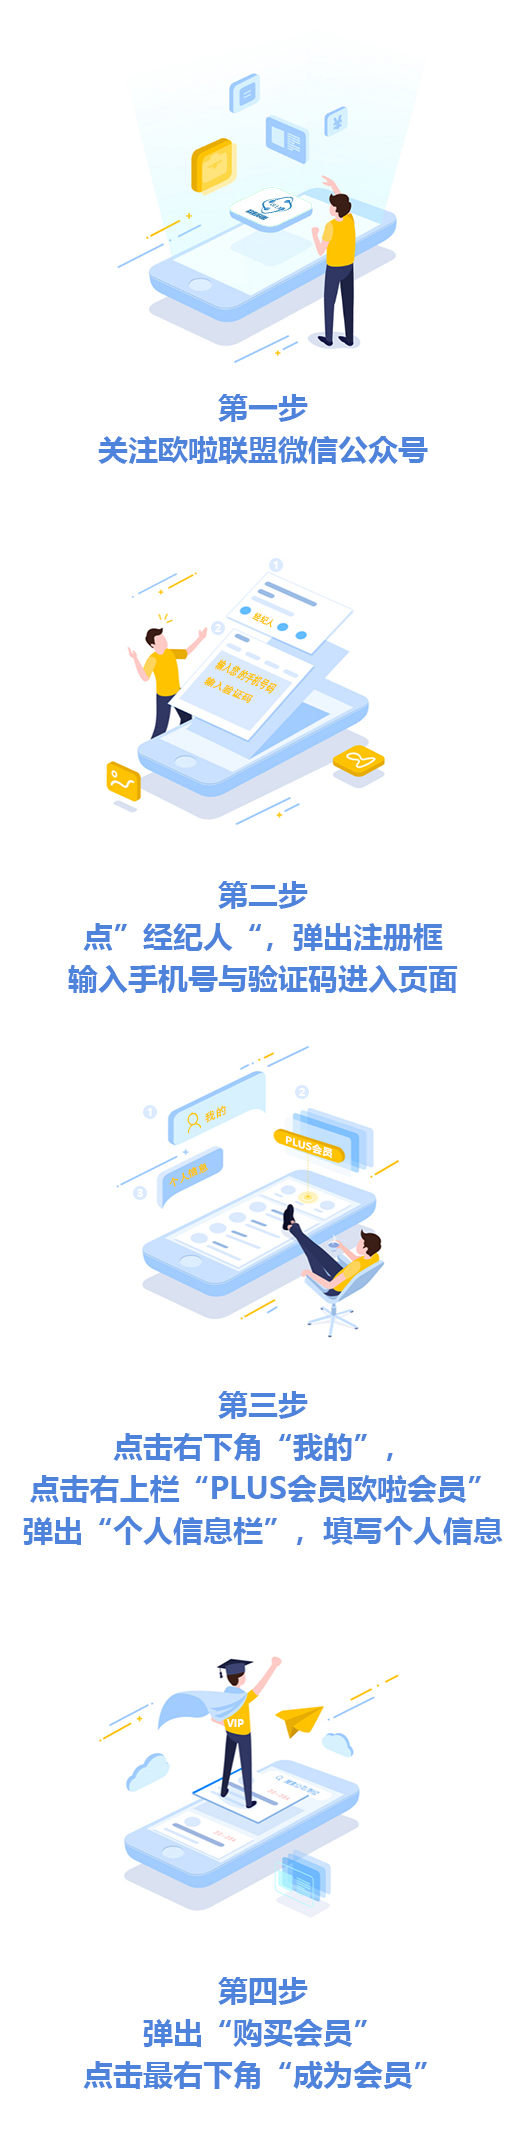 ¥
第一步
关注欧啦联盟微信公众号
1
经纪人
2
输入您的手机号码
输入验证码
第二步
点”经纪人“，弹出注册框
输入手机号与验证码进入页面
1
我的
2
PLUS会员
3
第三步
点击右下角“我的”，
点击右上栏“PLUS会员欧啦会员”
弹出“个人信息栏”，填写个人信息
VIP
第四步
弹出“购买会员”
点击最右下角“成为会员”